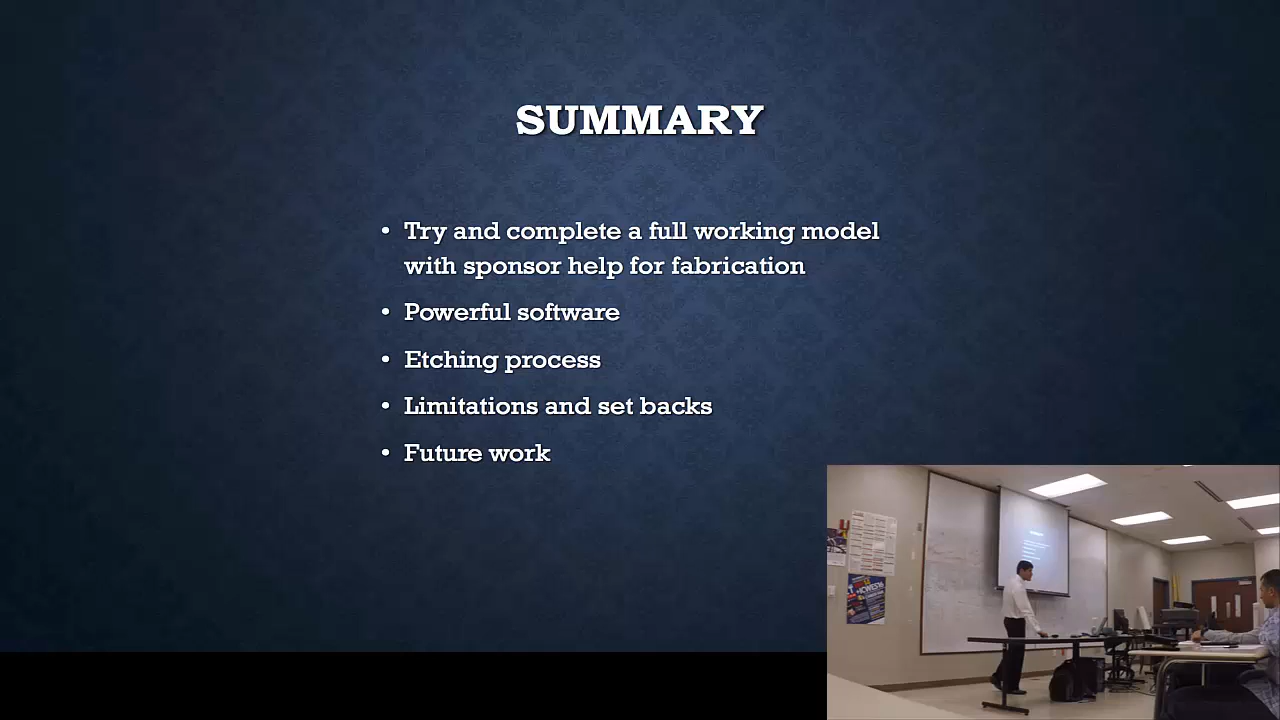 SUMMARY
• Try and complete a full working model
with sponsor help for fabrication
• Powerful software
• Etching process
• Limitations and set backs
• Future work